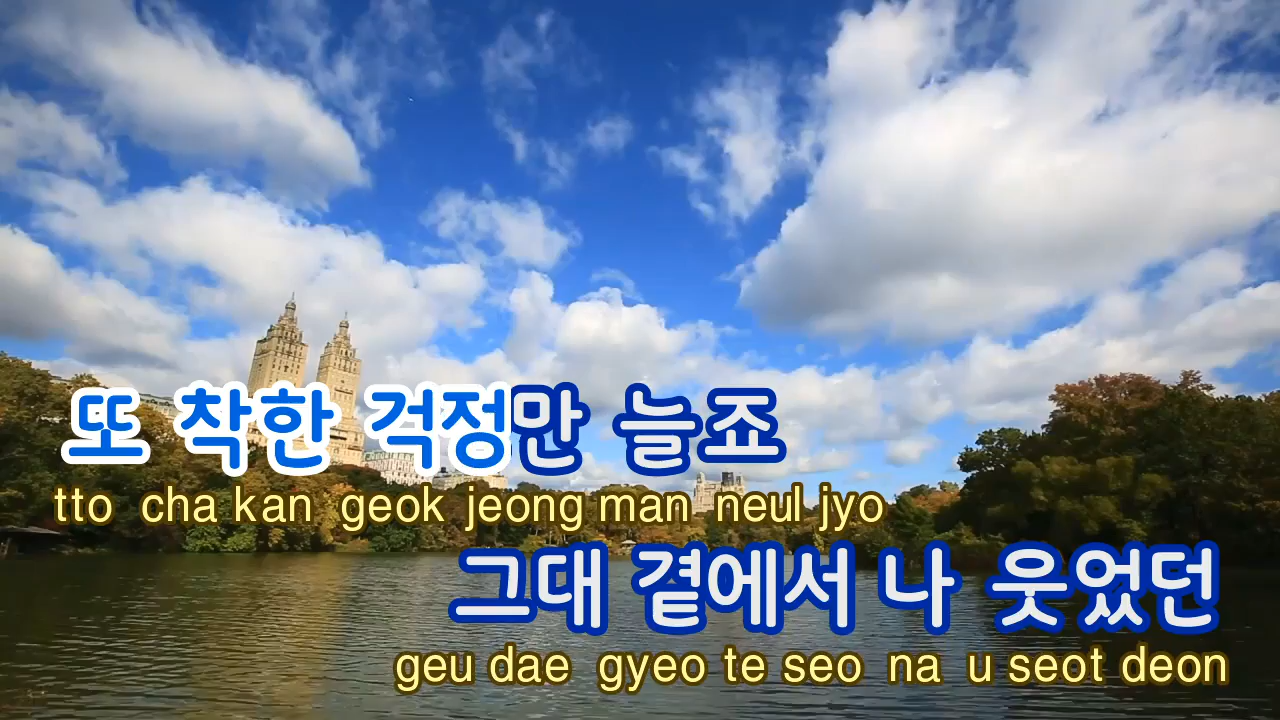 또 착한 걱정만 늘죠
tto cha kan geok jeong man neul jyo
그대 곁에서 나 웃었던
geu dae gyeo te seo na u seot deon